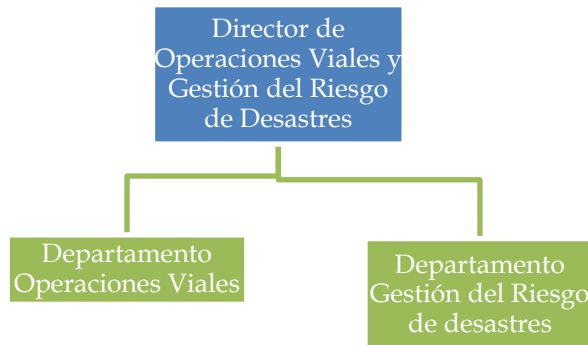 Director de
Operaciones Viales y
Gestión del Riesgo
de Desastres
Departamento
Operaciones Viales
Departamento
Gestión del Riesgo
de desastres